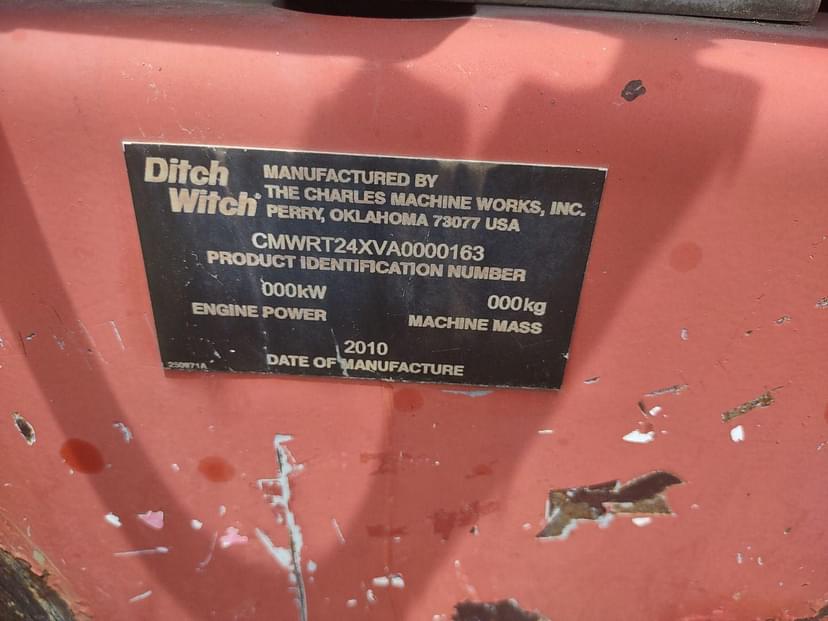 Ditch
Witch®
MANUFACTURED BY
THE CHARLES MACHINE WORKS, INC.
PERRY, OKLAHOMA 73077 USA
CMWRT24XVA0000163
PRODUCT IDENTIFICATION NUMBER
000kW
ENGINE POWER
000kg
MACHINE MASS
2010
DATE OF MANUFACTURE
250971A